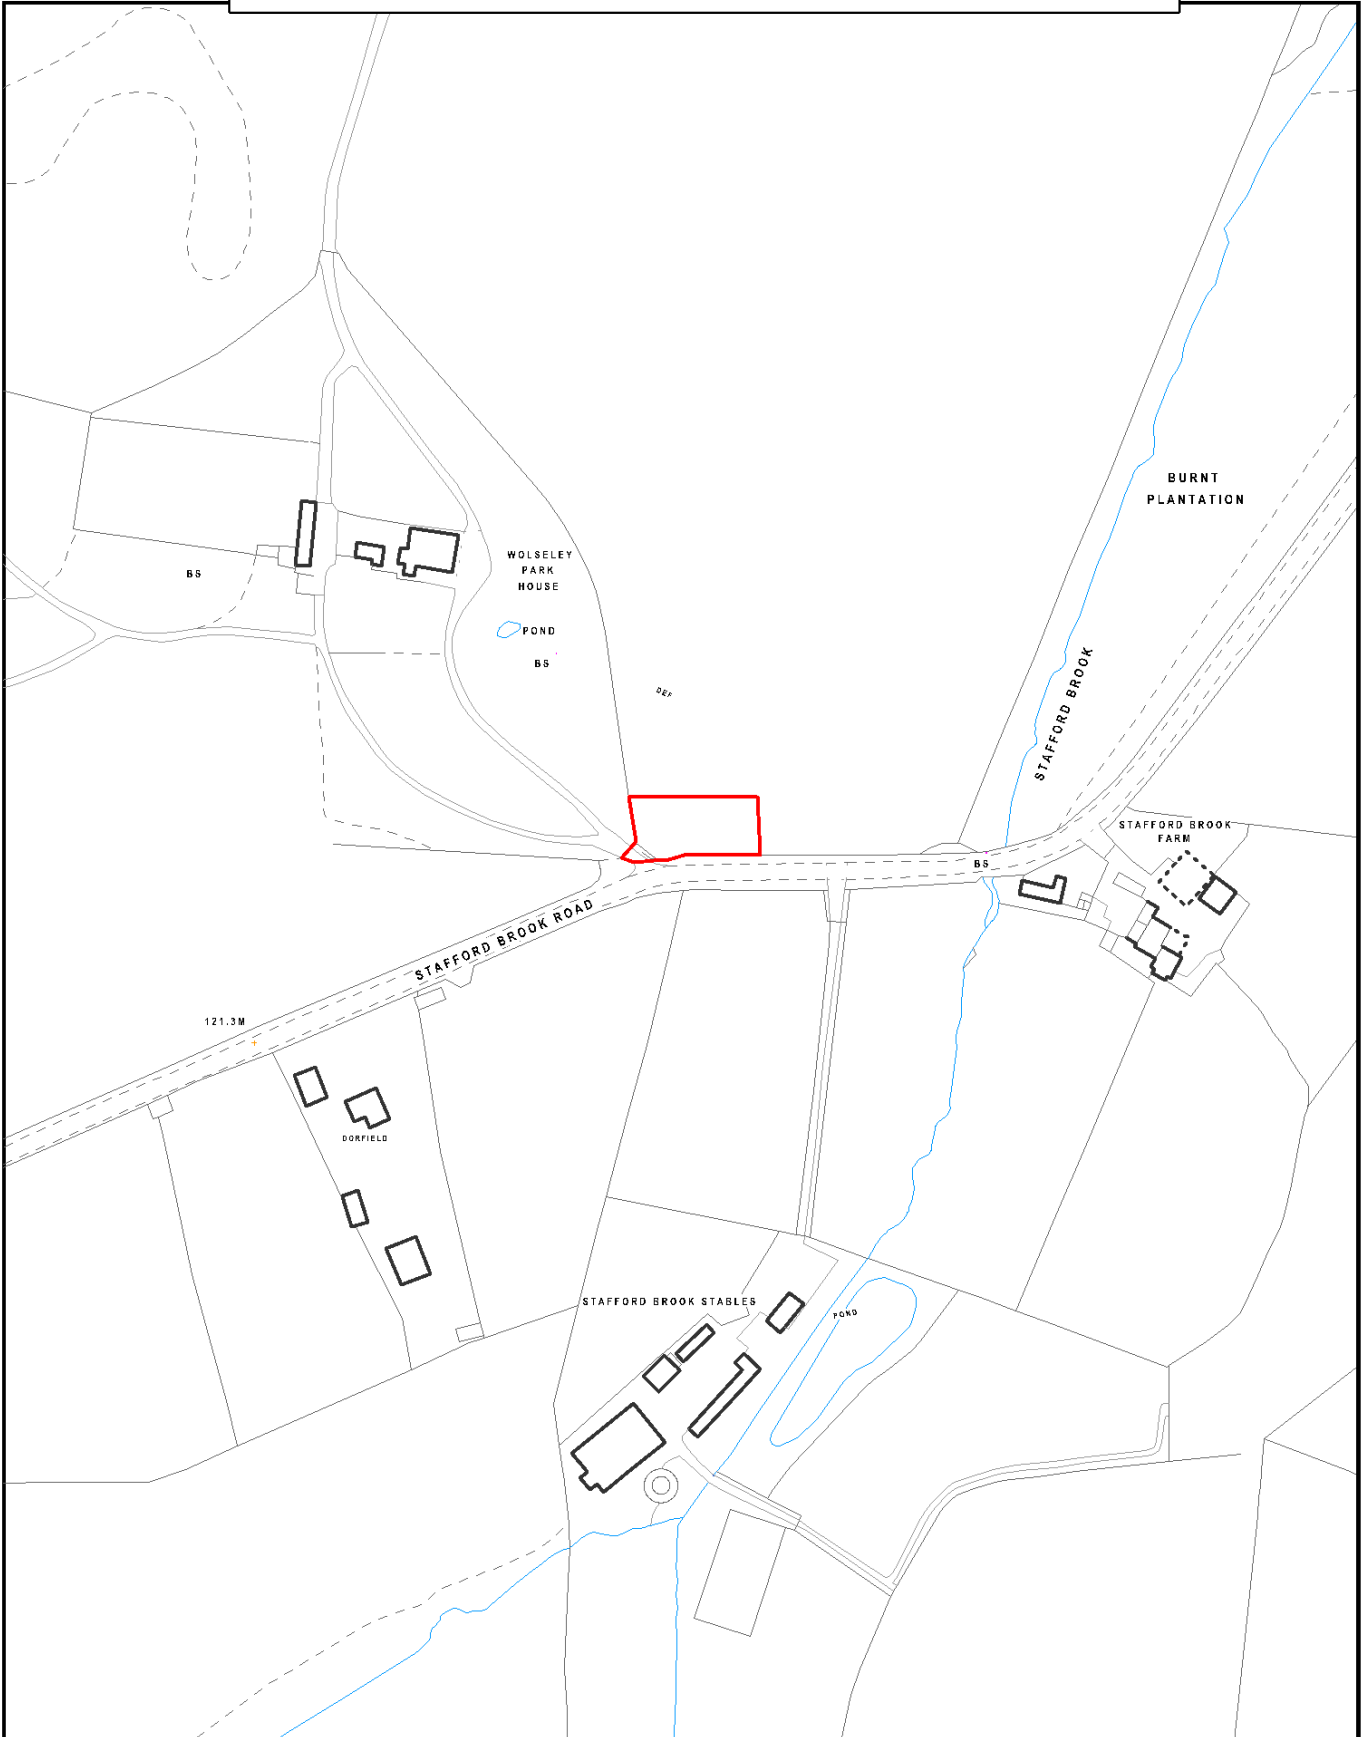 BURNT
PLANTATION
WOLSELEY
PARK
HOUSE
BS
POND
BS
DEF
STAFFORD BROOK
STAFFORD BROOK
FARM
BS
STAFFORD BROOK ROAD
121.3M
DORFIELD
STAFFORD BROOK STABLES
POND